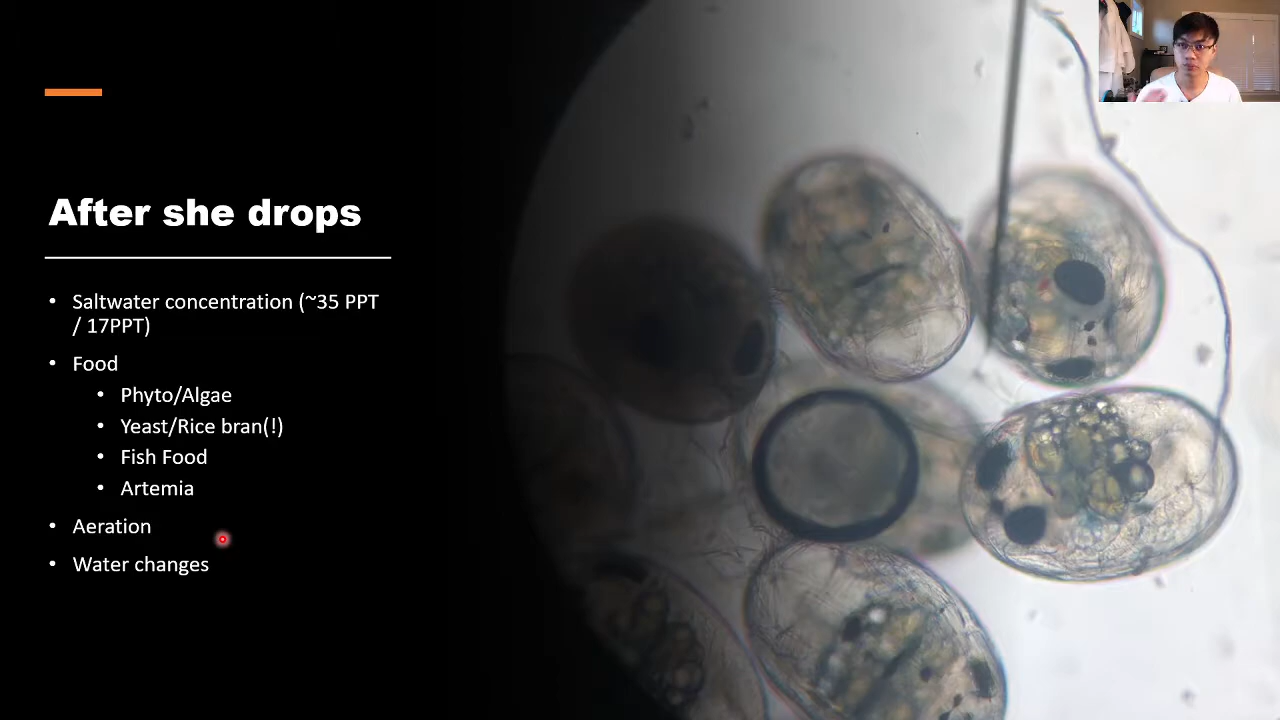 After she drops
• Saltwater concentration (~35 PPT
/ 17PPT)
• Food
• Phyto/Algae
• Yeast/Rice bran(!)
• Fish Food
• Artemia
• Aeration
• Water changes